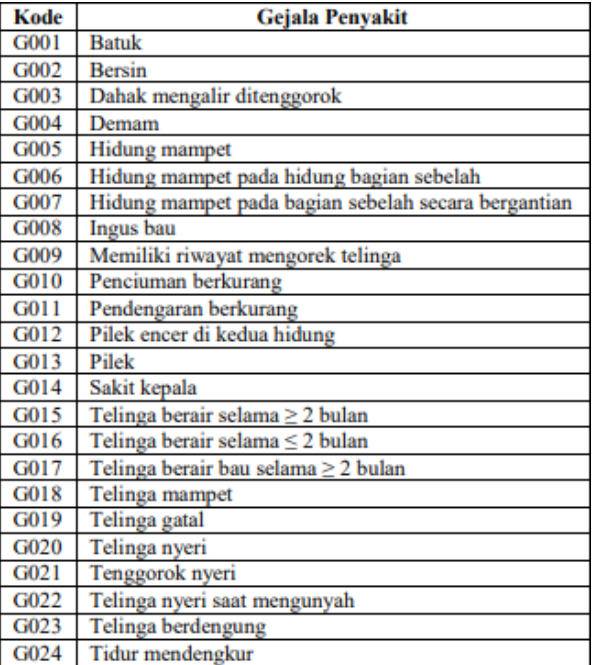 Kode Gejala Penyakit
G001 Batuk
G002 Bersin
G003 Dahak mengalir ditenggorok
G004 Demam
G005 Hidung mampet
G006 Hidung mampet pada hidung bagian sebelah
G007 Hidung mampet pada bagian sebelah secara bergantian
G008 Ingus bau
G009 Memiliki riwayat mengorek telinga
G010 Penciuman berkurang
G011 Pendengaran berkurang
G012 Pilek encer di kedua hidung
G013 Pilek
G014 Sakit kepala
G015 Telinga berair selama ≥ 2 bulan
G016 Telinga berair selama ≤ 2 bulan
G017 Telinga berair bau selama ≥ 2 bulan
G018 Telinga mampet
G019 Telinga gatal
G020 Telinga nyeri
G021 Tenggorok nyeri
G022 Telinga nyeri saat mengunyah
G023 Telinga berdengung
G024 Tidur mendengkur